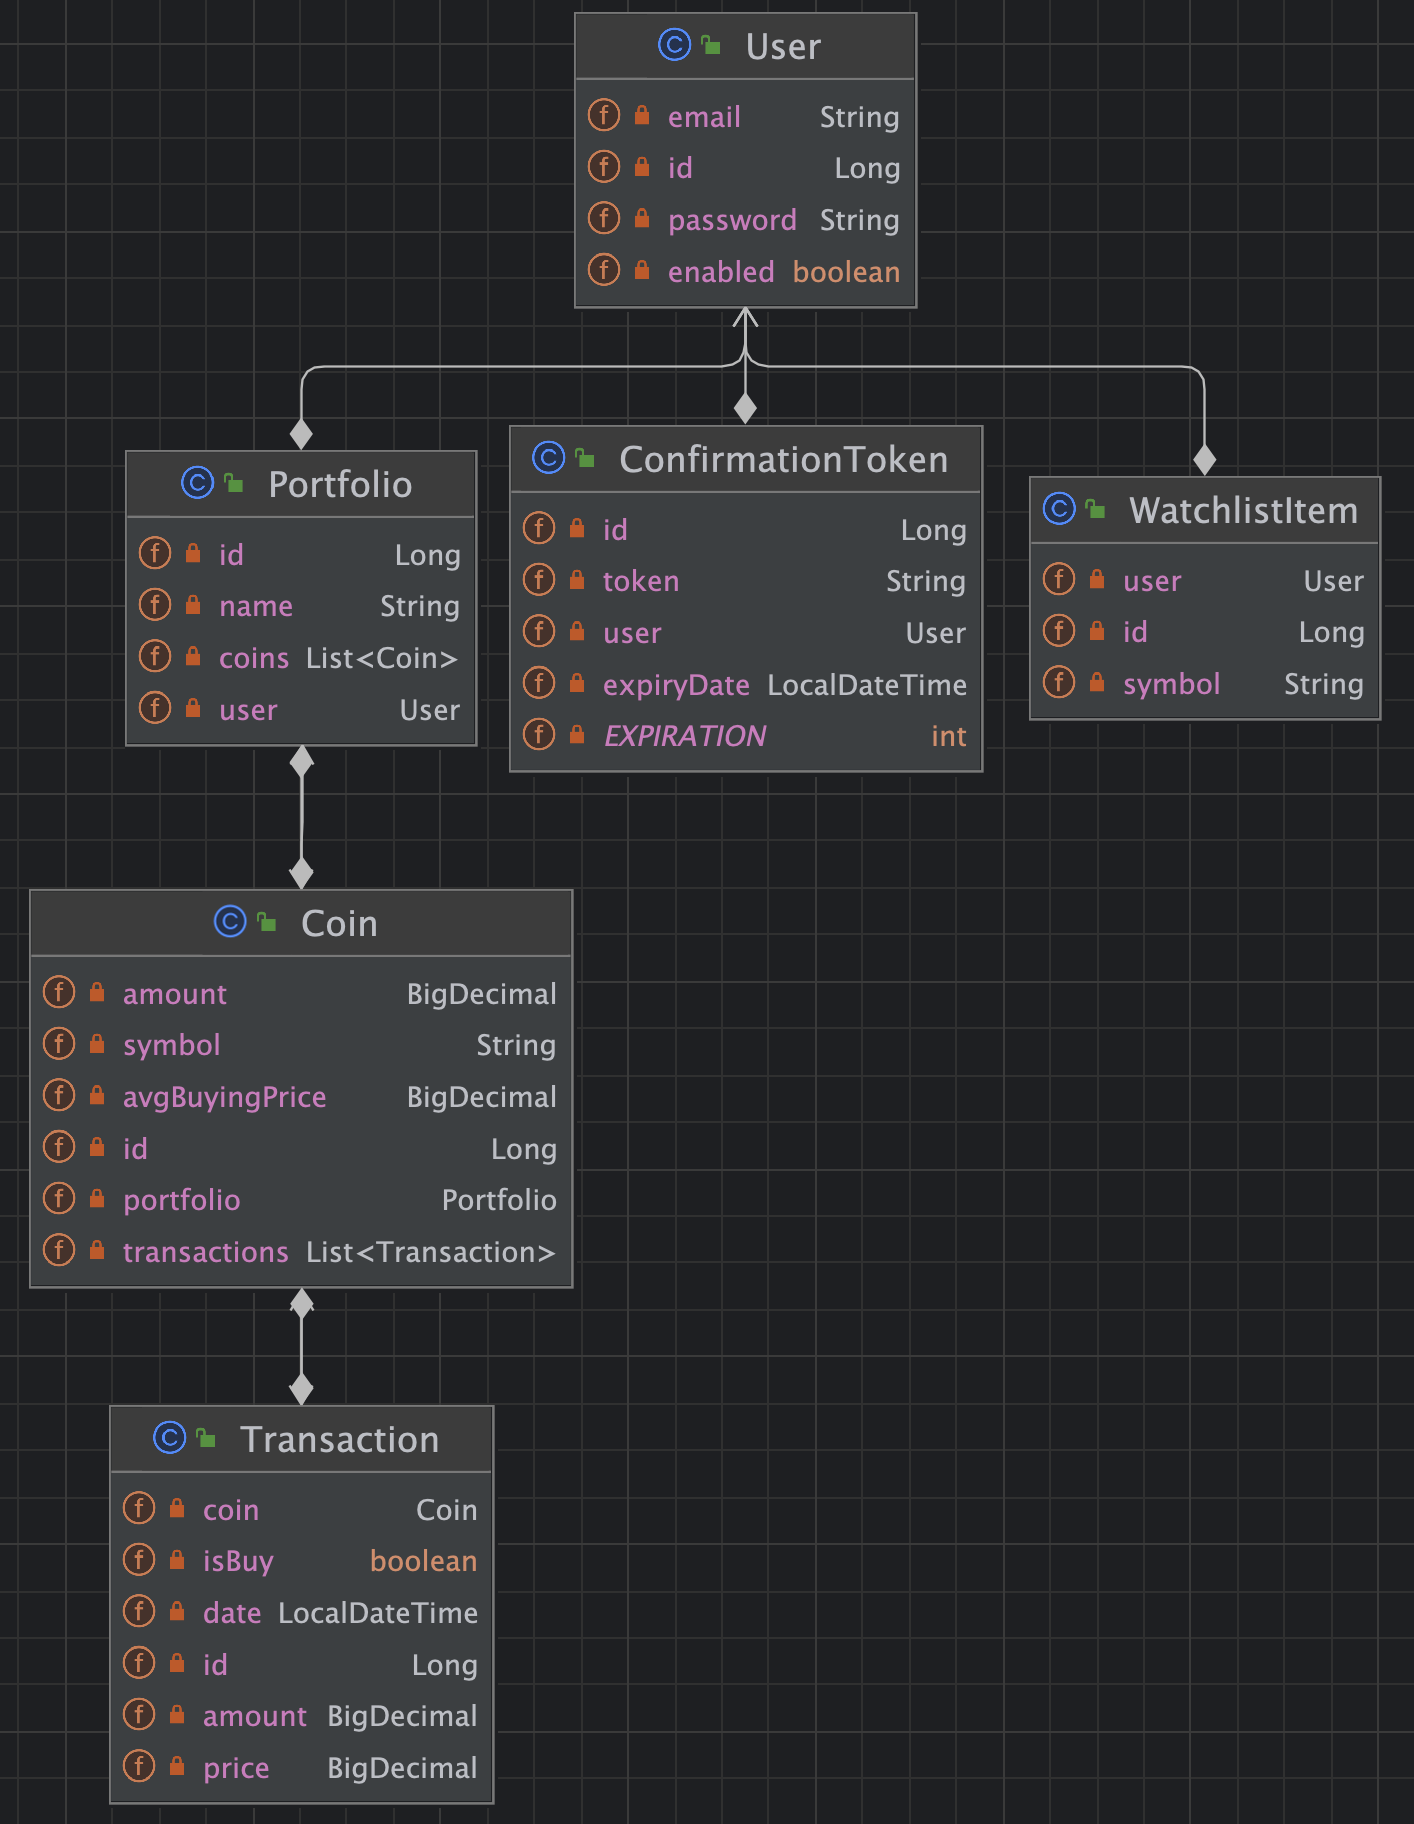 User
email String
id Long
password String
enabled boolean
Portfolio
id Long
name String
coins List<Coin>
user User
ConfirmationToken
id Long
token String
user User
expiryDate LocalDateTime
EXPIRATION int
WatchlistItem
user User
id Long
symbol String
Coin
amount BigDecimal
symbol String
avgBuyingPrice BigDecimal
id Long
portfolio Portfolio
transactions List<Transaction>
Transaction
coin Coin
isBuy boolean
date LocalDateTime
id Long
amount BigDecimal
price BigDecimal